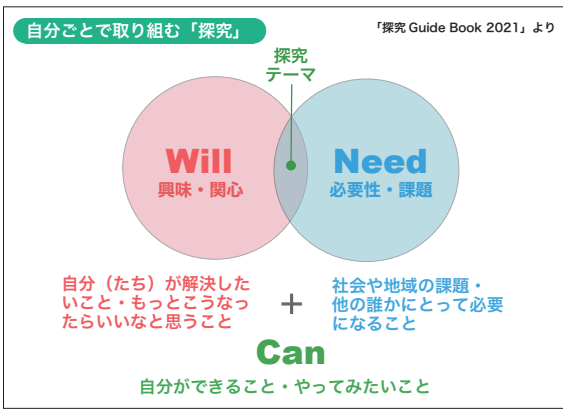 自分ごとで取り組む「探究」
「探究 Guide Book 2021」より
探究
テーマ
Will
興味・関心
Need
必要性・課題
自分（たち）が解決した
いこと・もっとこうなっ
たらいいなと思うこと
+
社会や地域の課題・
他の誰かにとって必要
になること
Can
自分ができること・やってみたいこと